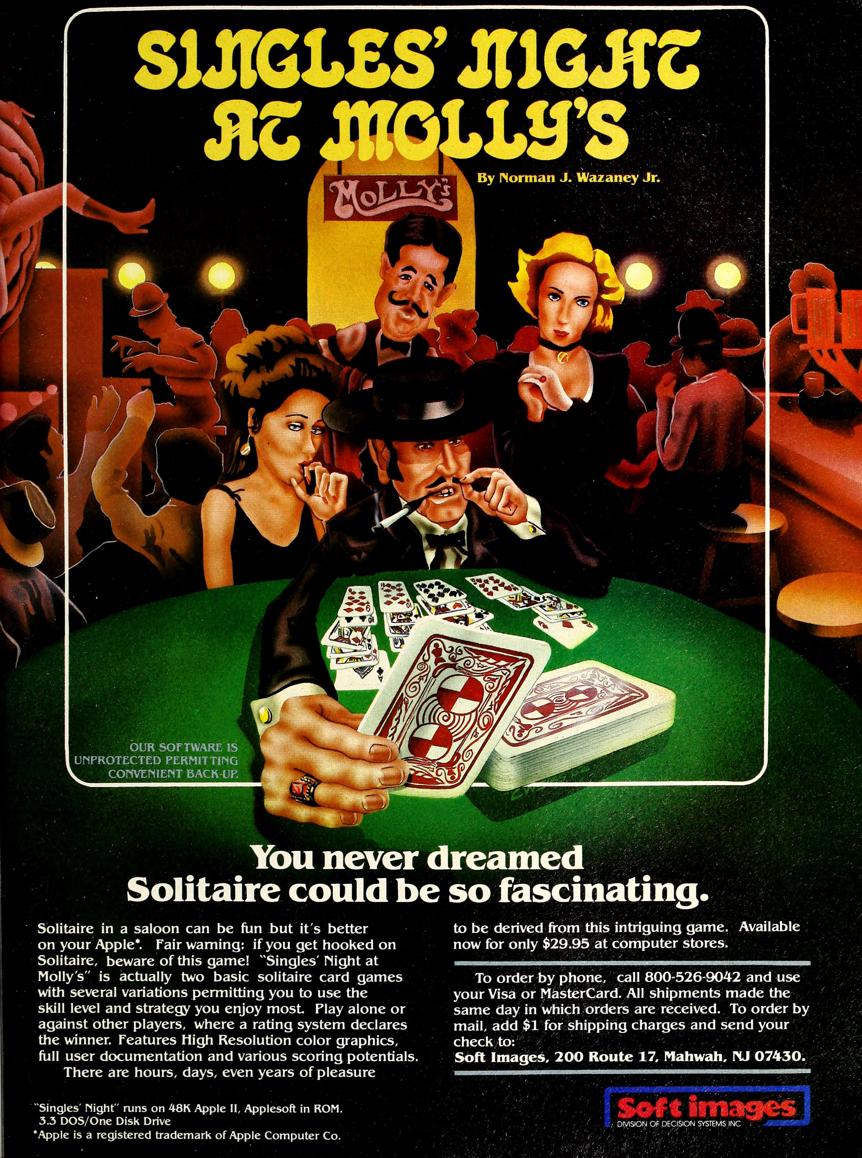 SINGLES' NIGHT
AT MOLLY'S
By Norman J. Wazaney Jr.
MOLLY'S
OUR SOFTWARE IS
UNPROTECTED PERMITTING
CONVENIENT BACK-UP.
You never dreamed
Solitaire could be so fascinating.
Solitaire in a saloon can be fun but it's better
on your Apple*. Fair warning: if you get hooked on
Solitaire, beware of this game! "Singles' Night at
Molly's" is actually two basic solitaire card games
with several variations permitting you to use the
skill level and strategy you enjoy most. Play alone or
against other players, where a rating system declares
the winner. Features High Resolution color graphics,
full user documentation and various scoring potentials.
There are hours, days, even years of pleasure
to be derived from this intriguing game. Available
now for only $29.95 at computer stores.
To order by phone, call 800-526-9042 and use
your Visa or MasterCard. All shipments made the
same day in which orders are received. To order by
mail, add $1 for shipping charges and send your
check to:
Soft Images, 200 Route 17, Mahwah, NJ 07430.
"Singles' Night" runs on 48K Apple II, Applesoft in ROM.
3.3 DOS/One Disk Drive
*Apple is a registered trademark of Apple Computer Co.
Soft images
DIVISION OF DECISION SYSTEMS INC